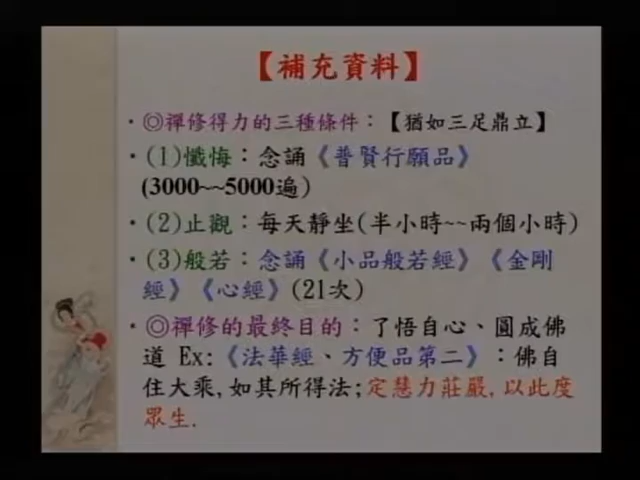 【補充資料】
·◎禪修得力的三種條件：【猶如三足鼎立】
·(1)懺悔：念誦《普賢行願品》
(3000~~5000遍)
·(2)止觀：每天靜坐(半小時~~兩個小時)
·(3)般若：念誦《小品般若經》《金剛
經》《心經》(21次)
·◎禪修的最終目的：了悟自心、圓成佛
道 Ex:《法華經、方便品第二》：佛自
住大乘,如其所得法;定慧力莊嚴,以此度
眾生.